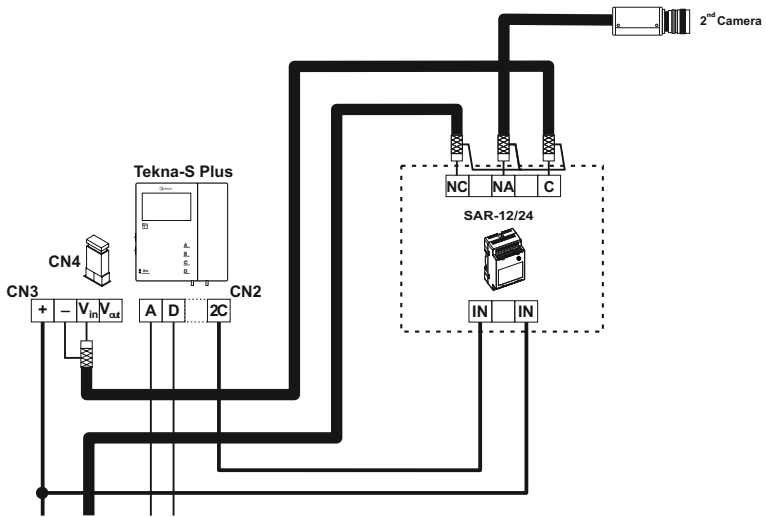 2nd Camera
Tekna-S Plus
NC NA C
SAR-12/24
A
B
C
D
CN4
CN3
CN2
+ – Vin Vout
A D 2C
IN IN